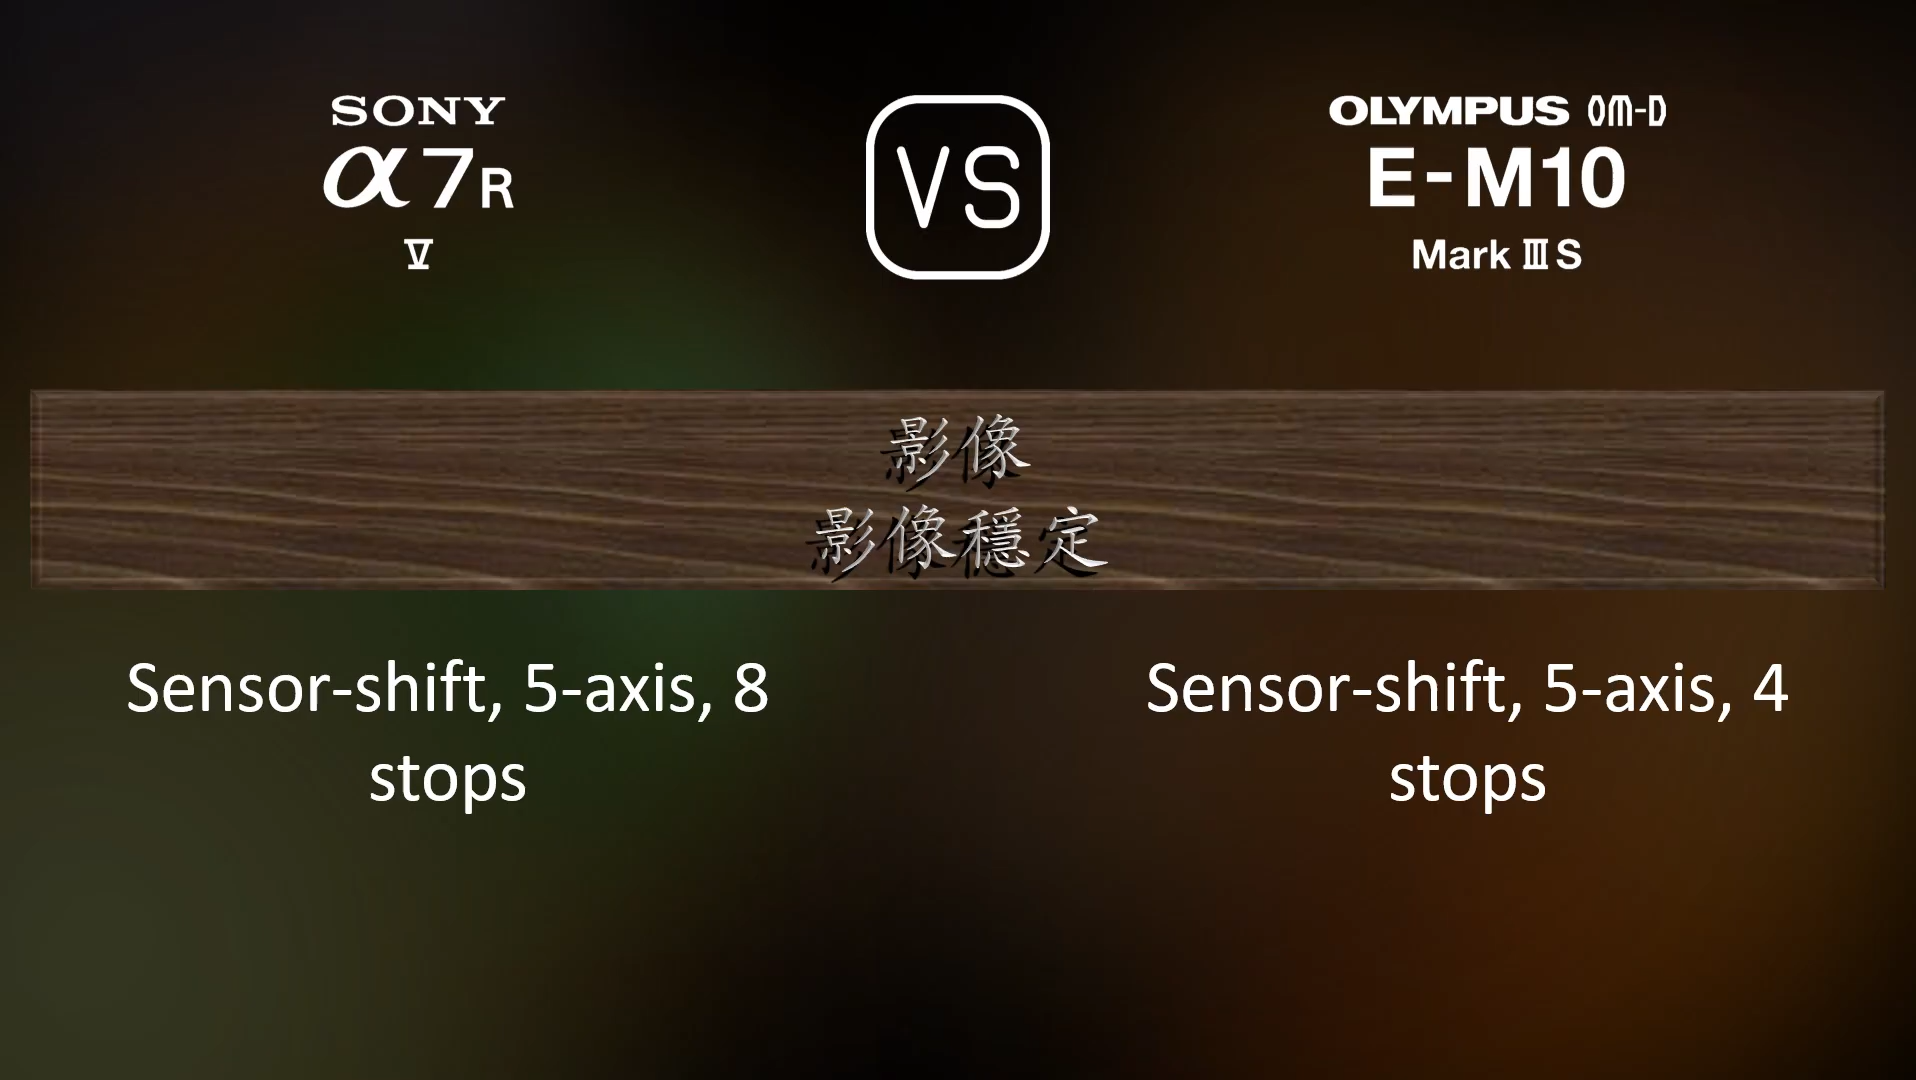 SONY
α7R
V
VS
OLYMPUS OM-D
E-M10
Mark III S
影像
影像穩定
Sensor-shift, 5-axis, 8
stops
Sensor-shift, 5-axis, 4
stops